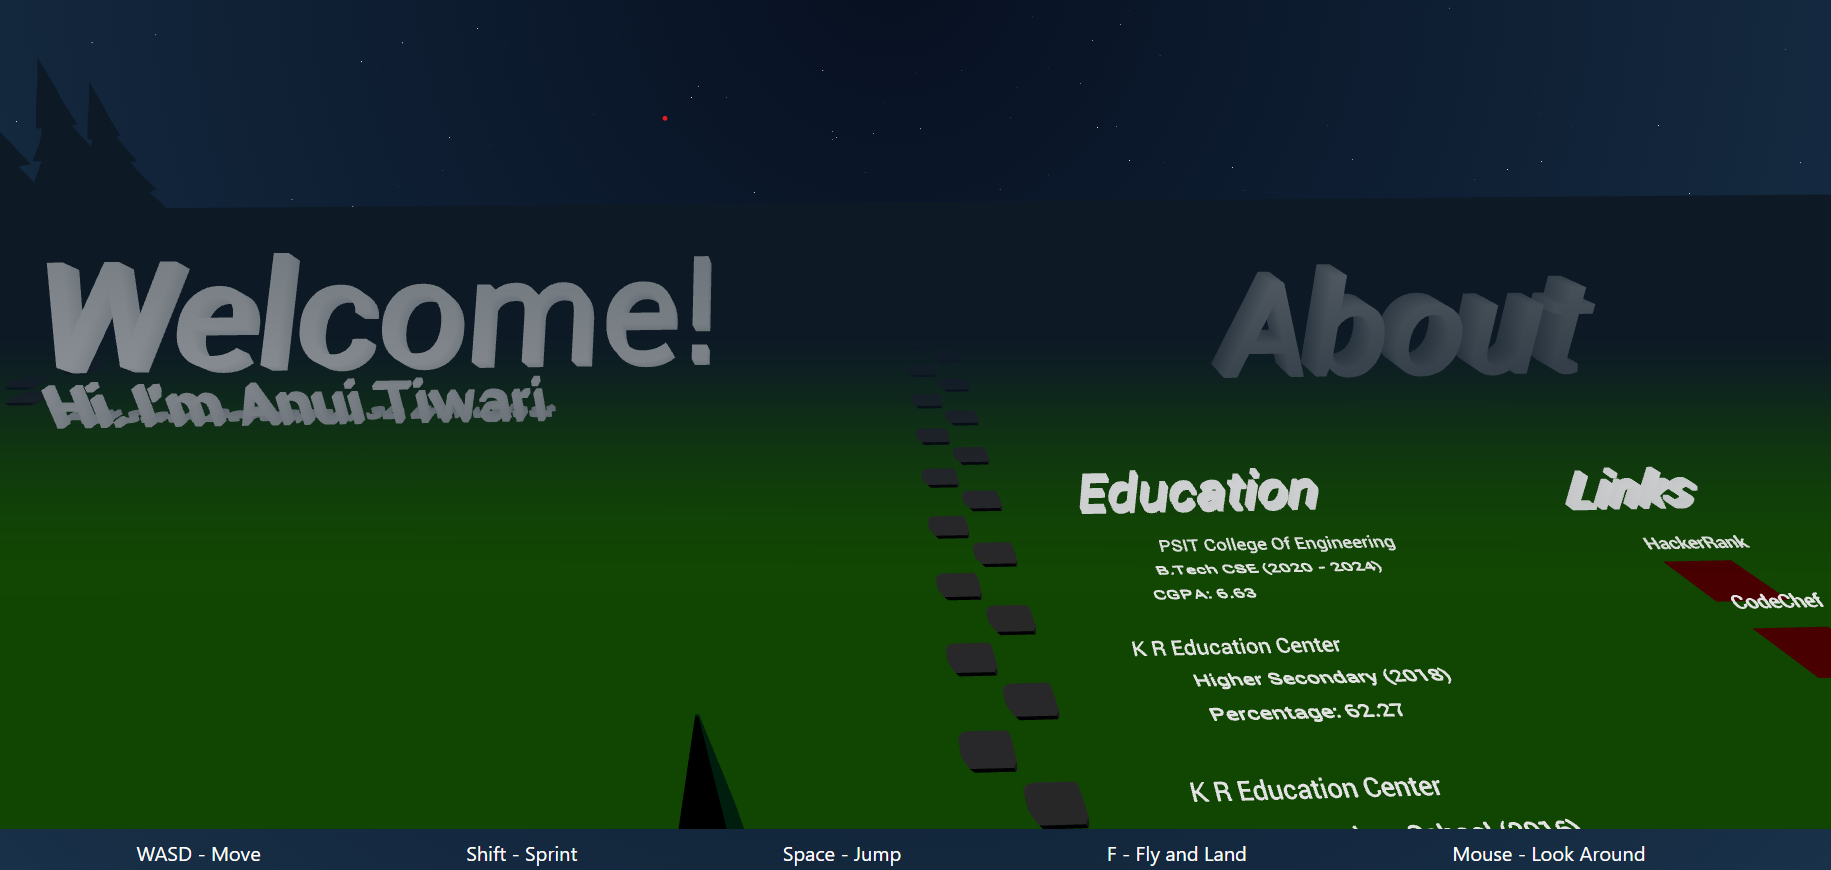 Welcome!
Hi, I'm Anuj Tiwari
About
Education
PSIT College Of Engineering
B.Tech CSE (2020 - 2024)
CGPA: 6.63
K R Education Center
Higher Secondary (2018)
Percentage: 62.27
K R Education Center
School (2016)
Links
HackerRank
CodeChef
WASD - Move
Shift - Sprint
Space - Jump
F - Fly and Land
Mouse - Look Around